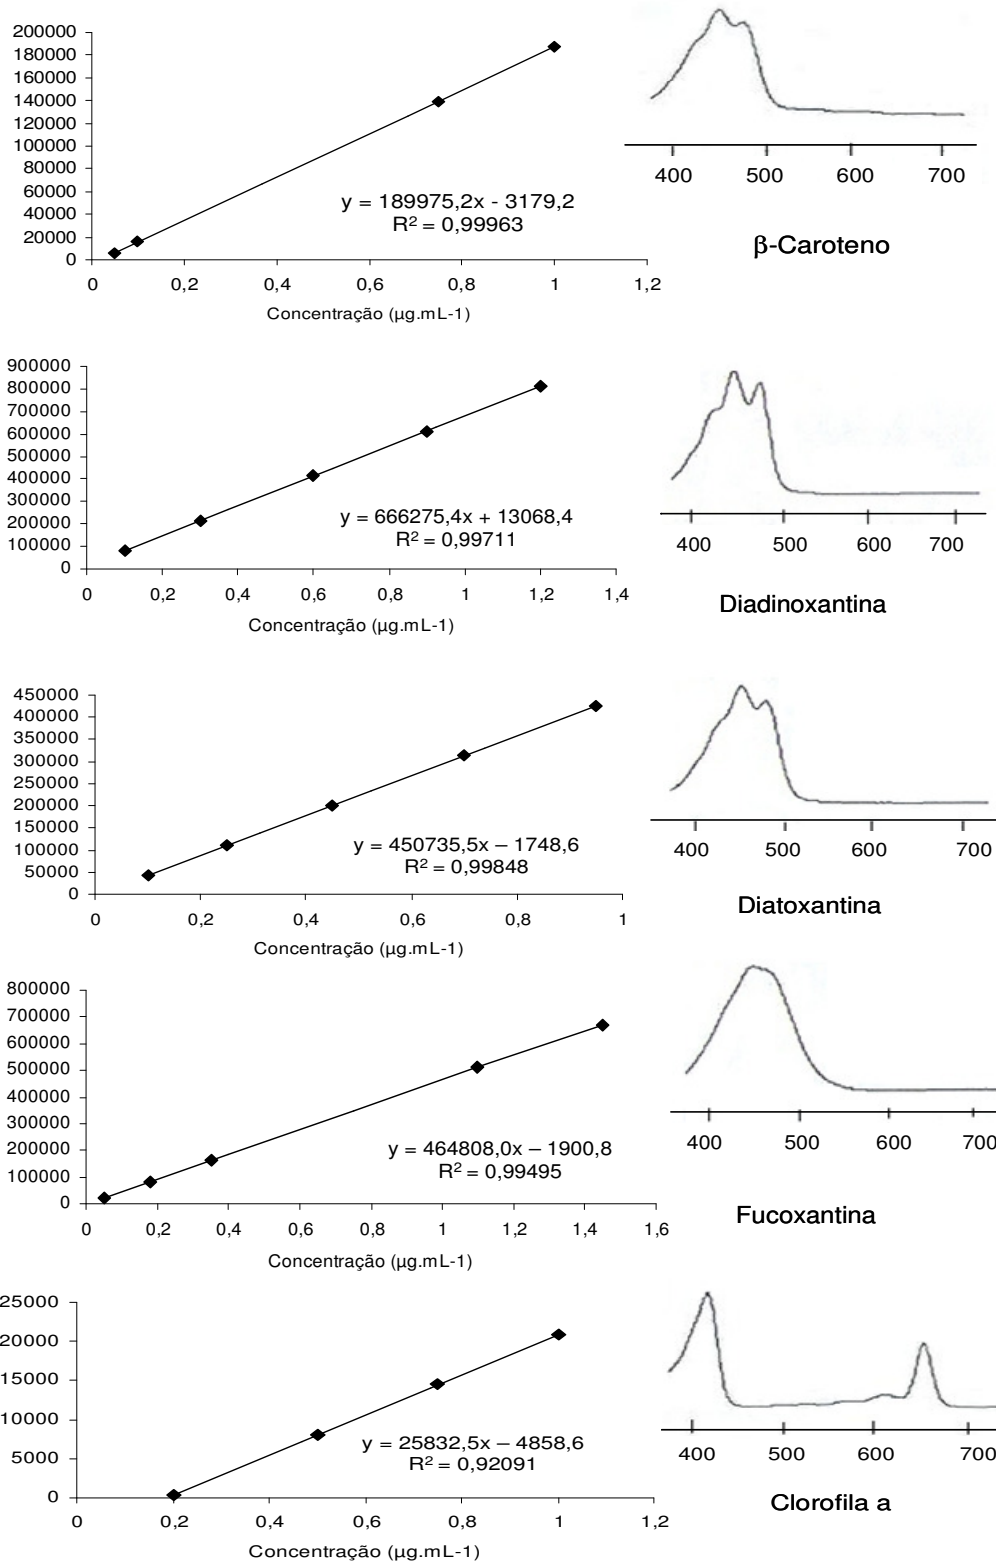 200000
180000
160000
140000
120000
100000
80000
60000
40000
20000
0
0 0,2 0,4 0,6 0,8 1 1,2
Concentração (µg.mL-1)
y = 189975,2x - 3179,2
R² = 0,99963
400 500 600 700
β-Caroteno
900000
800000
700000
600000
500000
400000
300000
200000
100000
0
0 0,2 0,4 0,6 0,8 1 1,2 1,4
Concentração (µg.mL-1)
y = 666275,4x + 13068,4
R² = 0,99711
400 500 600 700
Diadinoxantina
450000
400000
350000
300000
250000
200000
150000
100000
50000
0
0 0,2 0,4 0,6 0,8 1
Concentração (µg.mL-1)
y = 450735,5x – 1748,6
R² = 0,99848
400 500 600 700
Diatoxantina
800000
700000
600000
500000
400000
300000
200000
100000
0
0 0,2 0,4 0,6 0,8 1 1,2 1,4 1,6
Concentração (µg.mL-1)
y = 464808,0x – 1900,8
R² = 0,99495
400 500 600 700
Fucoxantina
25000
20000
15000
10000
5000
0
0 0,2 0,4 0,6 0,8 1 1,2
Concentração (µg.mL-1)
y = 25832,5x – 4858,6
R² = 0,92091
400 500 600 700
Clorofila a